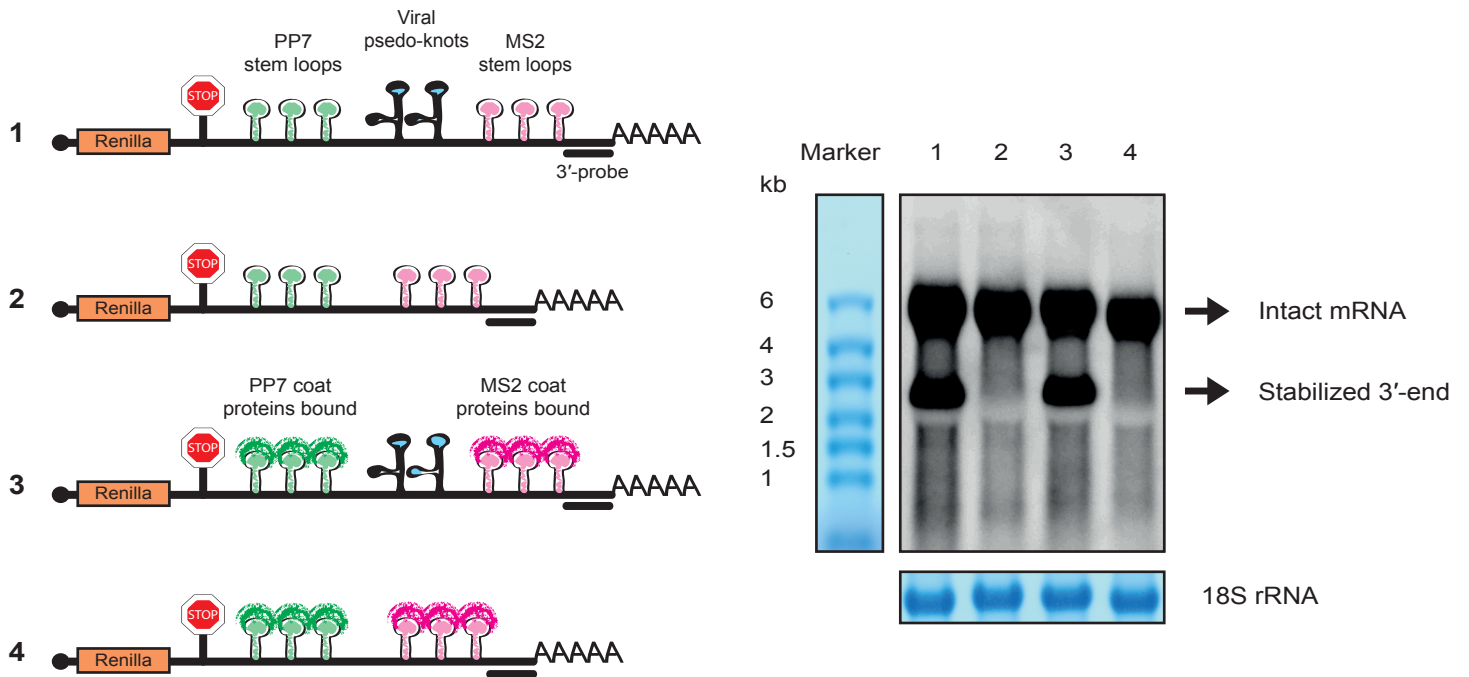 PP7
stem loops
Viral
psedo-knots
MS2
stem loops
STOP
1
Renilla
AAAAA
3′-probe
STOP
2
Renilla
AAAAA
PP7 coat
proteins bound
MS2 coat
proteins bound
STOP
3
Renilla
AAAAA
STOP
4
Renilla
AAAAA
Marker 1 2 3 4
kb
6
4
3
2
1.5
1
Intact mRNA
Stabilized 3′-end
18S rRNA